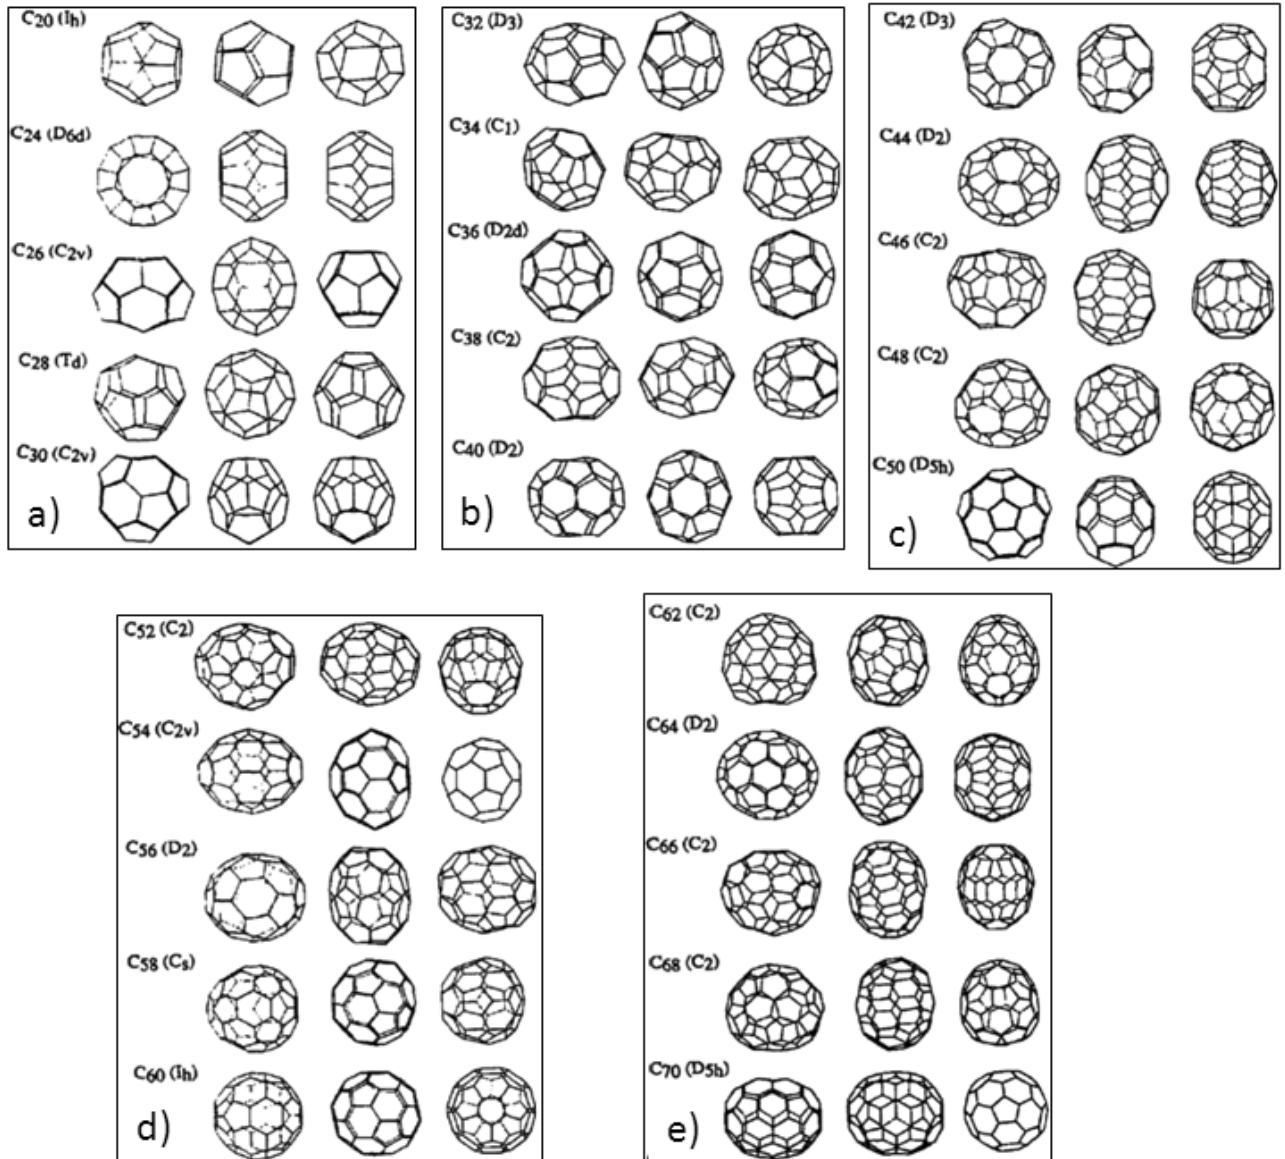 C20 (Ih)
C24 (D6d)
C26 (C2v)
C28 (Td)
C30 (C2v)
a)
C32 (D3)
C34 (C1)
C36 (D2d)
C38 (C2)
C40 (D2)
b)
C42 (D3)
C44 (D2)
C46 (C2)
C48 (C2)
C50 (D5h)
c)
C52 (C2)
C54 (C2v)
C56 (D2)
C58 (Cs)
C60 (Ih)
d)
C62 (C2)
C64 (D2)
C66 (C2)
C68 (C2)
C70 (D5h)
e)